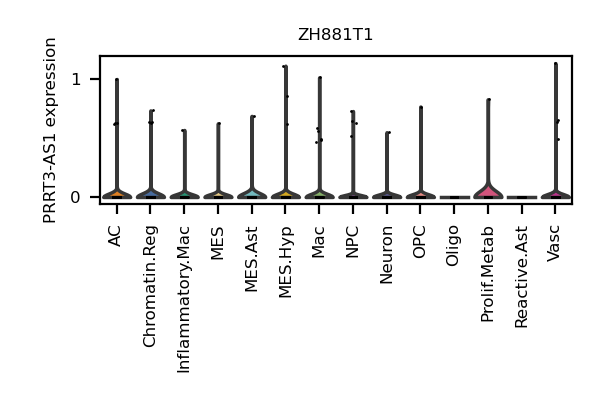 ZH881T1
PRRT3-AS1 expression
1
0
AC
Chromatin.Reg
Inflammatory.Mac
MES
MES.Ast
MES.Hyp
Mac
NPC
Neuron
OPC
Oligo
Prolif.Metab
Reactive.Ast
Vasc